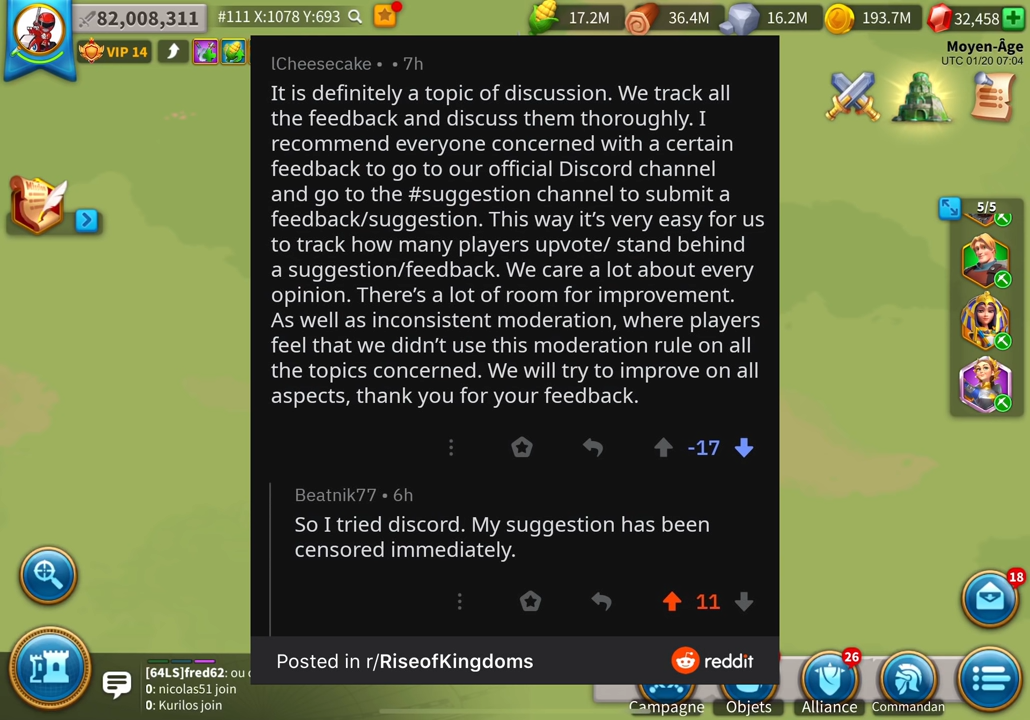 82,008,311
#111 X:1078 Y:693
17.2M
36.4M
16.2M
193.7M
32,458
VIP 14
Moyen-Âge
UTC 01/20 07:04
lCheesecake • • 7h
It is definitely a topic of discussion. We track all
the feedback and discuss them thoroughly. I
recommend everyone concerned with a certain
feedback to go to our official Discord channel
and go to the #suggestion channel to submit a
feedback/suggestion. This way it’s very easy for us
to track how many players upvote/ stand behind
a suggestion/feedback. We care a lot about every
opinion. There’s a lot of room for improvement.
As well as inconsistent moderation, where players
feel that we didn’t use this moderation rule on all
the topics concerned. We will try to improve on all
aspects, thank you for your feedback.
-17
Beatnik77 • 6h
So I tried discord. My suggestion has been
censored immediately.
11
Posted in r/RiseofKingdoms
reddit
5/5
18
[64LS]fred62: ou
0: nicolas51 join
0: Kurilos join
26
Campagne
Objets
Alliance
Commandan